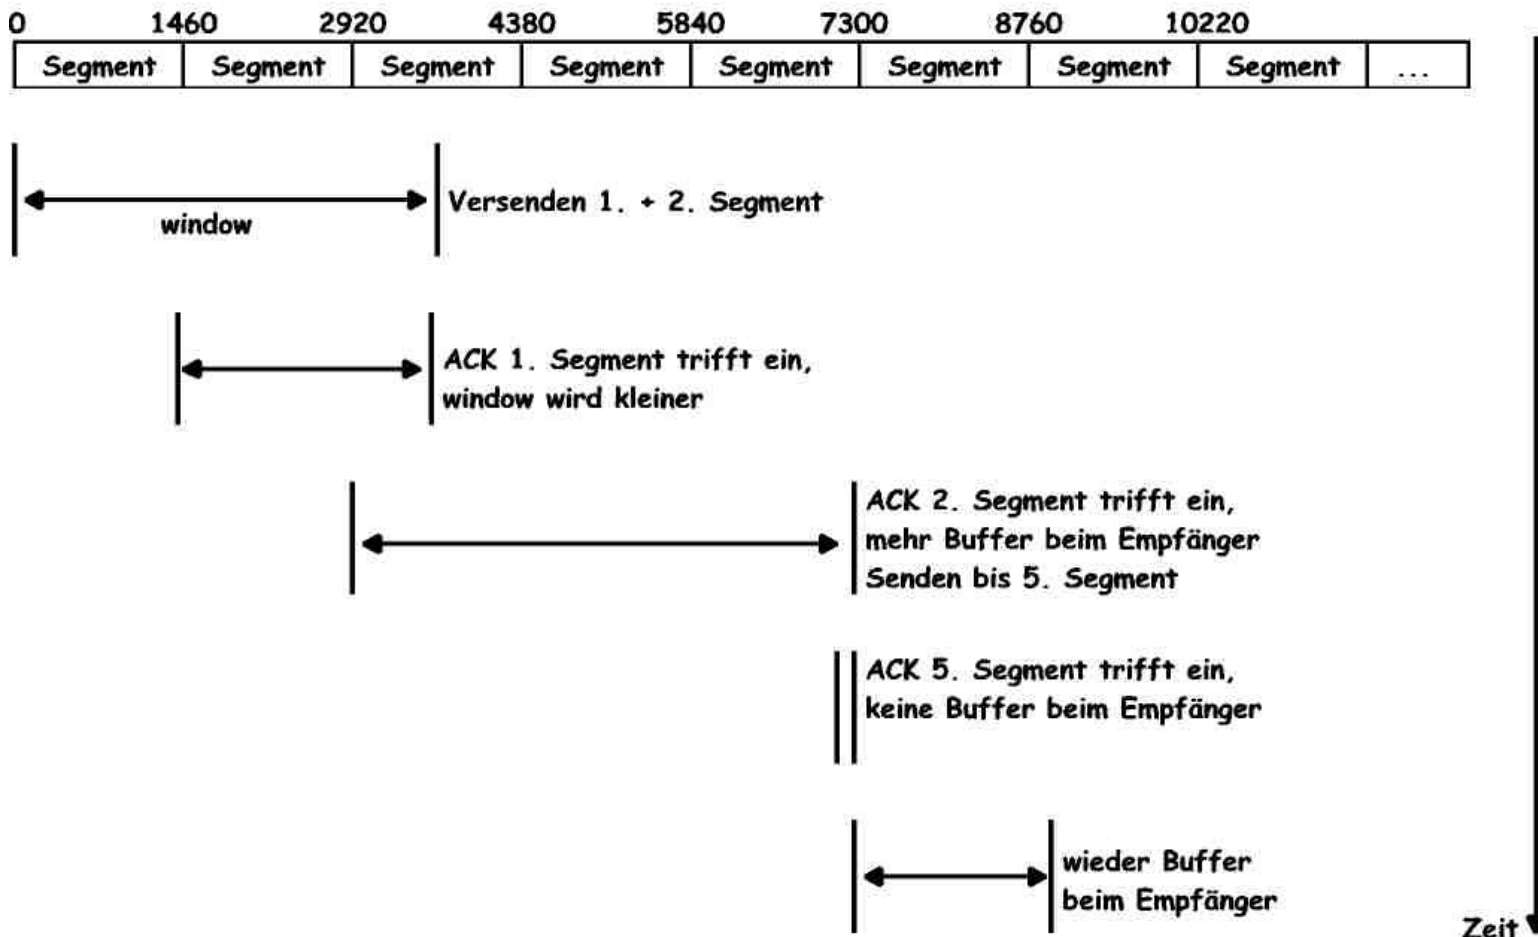 0 1460 2920 4380 5840 7300 8760 10220
Segment Segment Segment Segment Segment Segment Segment Segment ...
Versenden 1. + 2. Segment
window
ACK 1. Segment trifft ein,
window wird kleiner
ACK 2. Segment trifft ein,
mehr Buffer beim Empfänger
Senden bis 5. Segment
ACK 5. Segment trifft ein,
keine Buffer beim Empfänger
wieder Buffer
beim Empfänger
Zeit